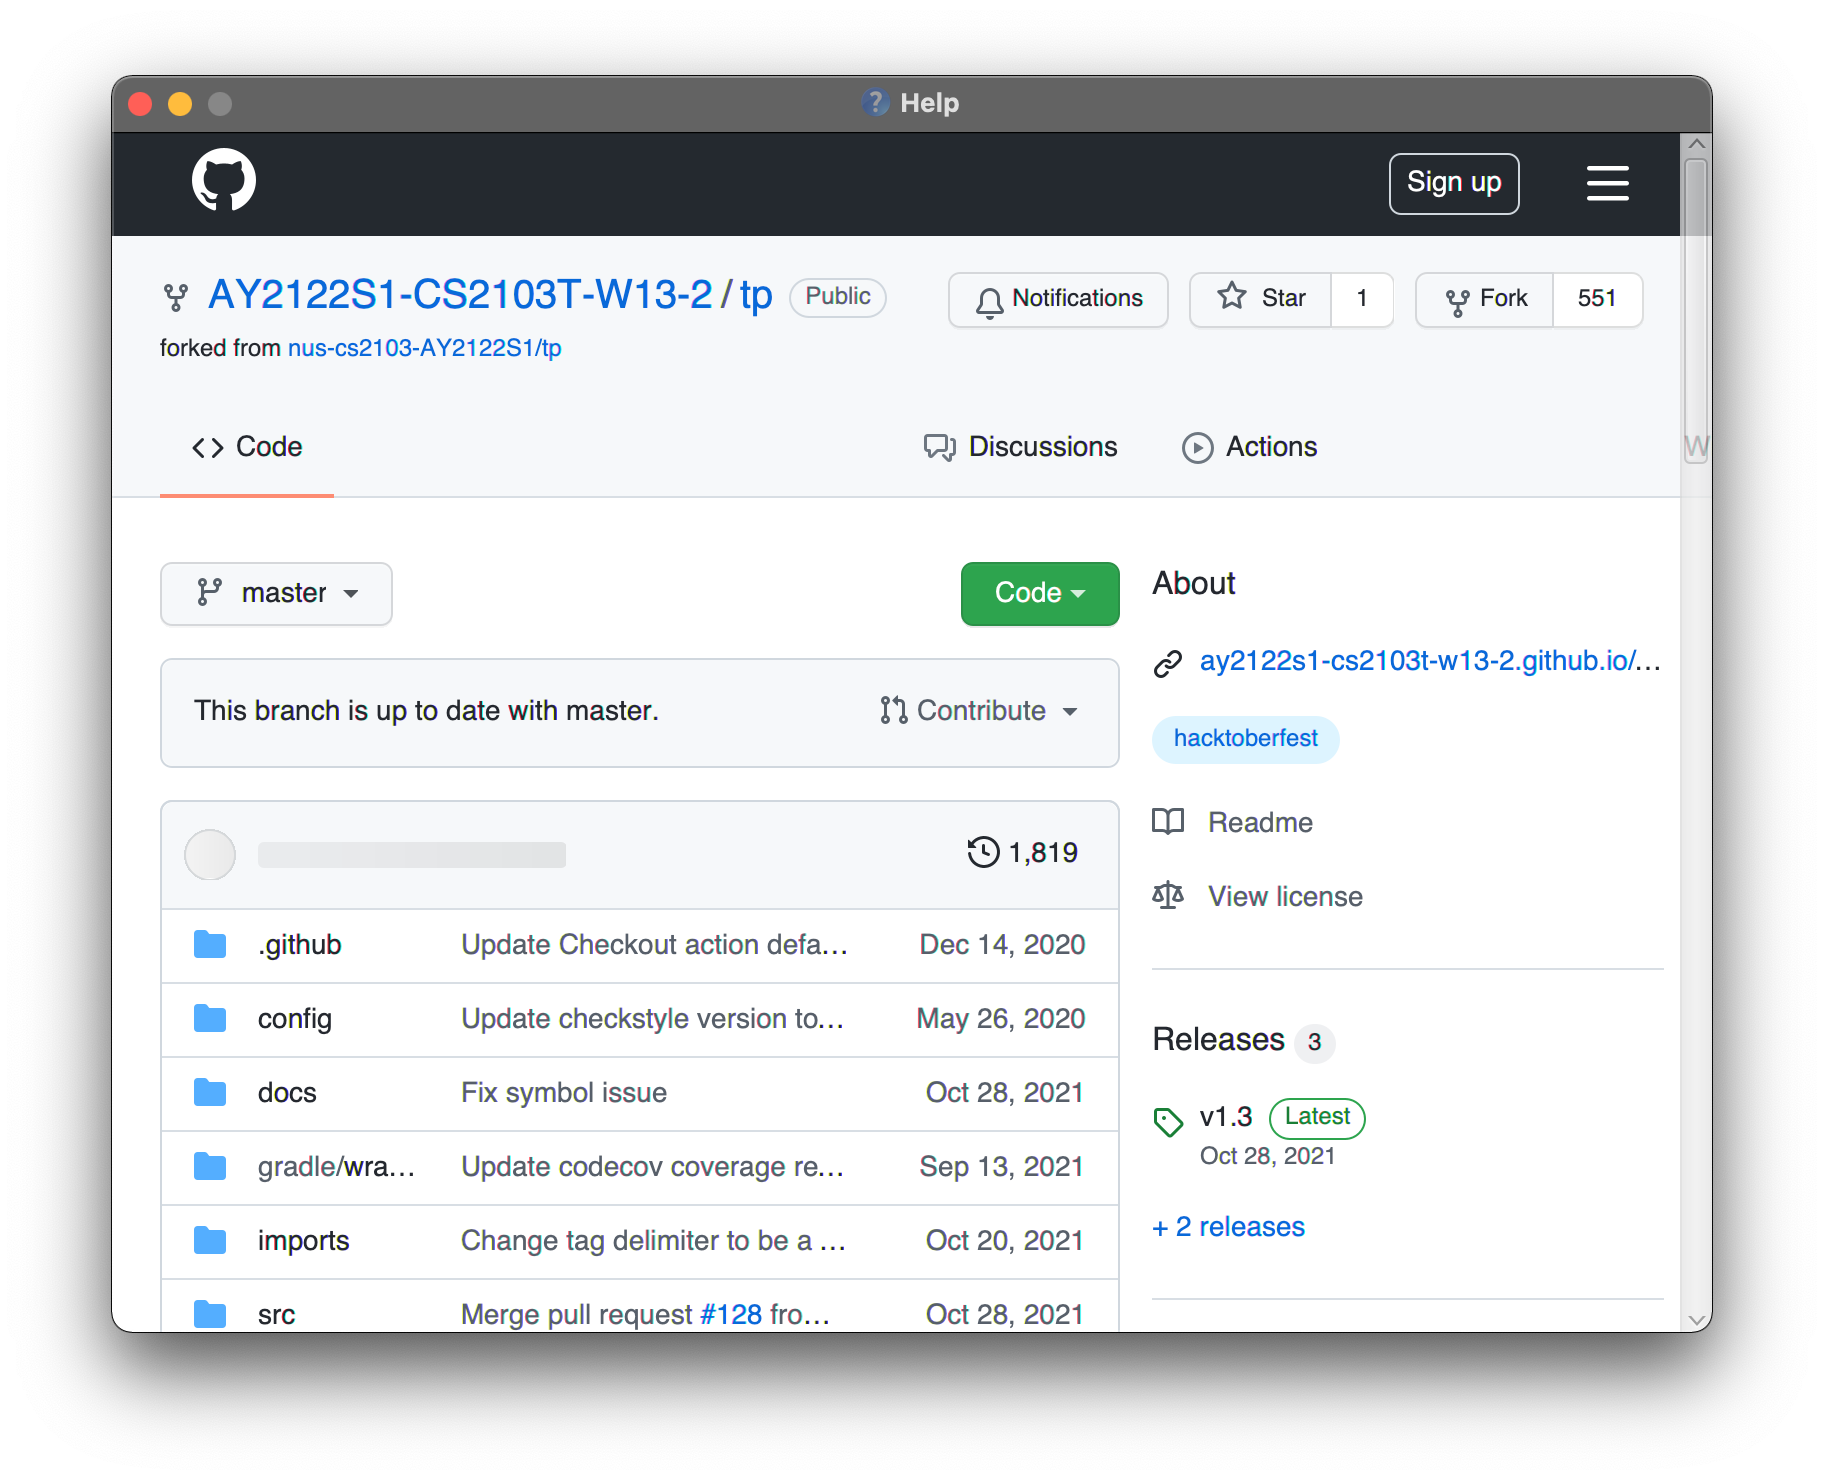 Help
Sign up
AY2122S1-CS2103T-W13-2 / tp Public
Notifications Star 1 Fork 551
forked from nus-cs2103-AY2122S1/tp
Code Discussions Actions W
master Code
About
ay2122s1-cs2103t-w13-2.github.io/...
This branch is up to date with master. Contribute
hacktoberfest
Readme
1,819
View license
.github Update Checkout action defa... Dec 14, 2020
config Update checkstyle version to... May 26, 2020
Releases 3
docs Fix symbol issue Oct 28, 2021
v1.3 Latest
Oct 28, 2021
gradle/wra... Update codecov coverage re... Sep 13, 2021
+ 2 releases
imports Change tag delimiter to be a ... Oct 20, 2021
src Merge pull request #128 fro... Oct 28, 2021